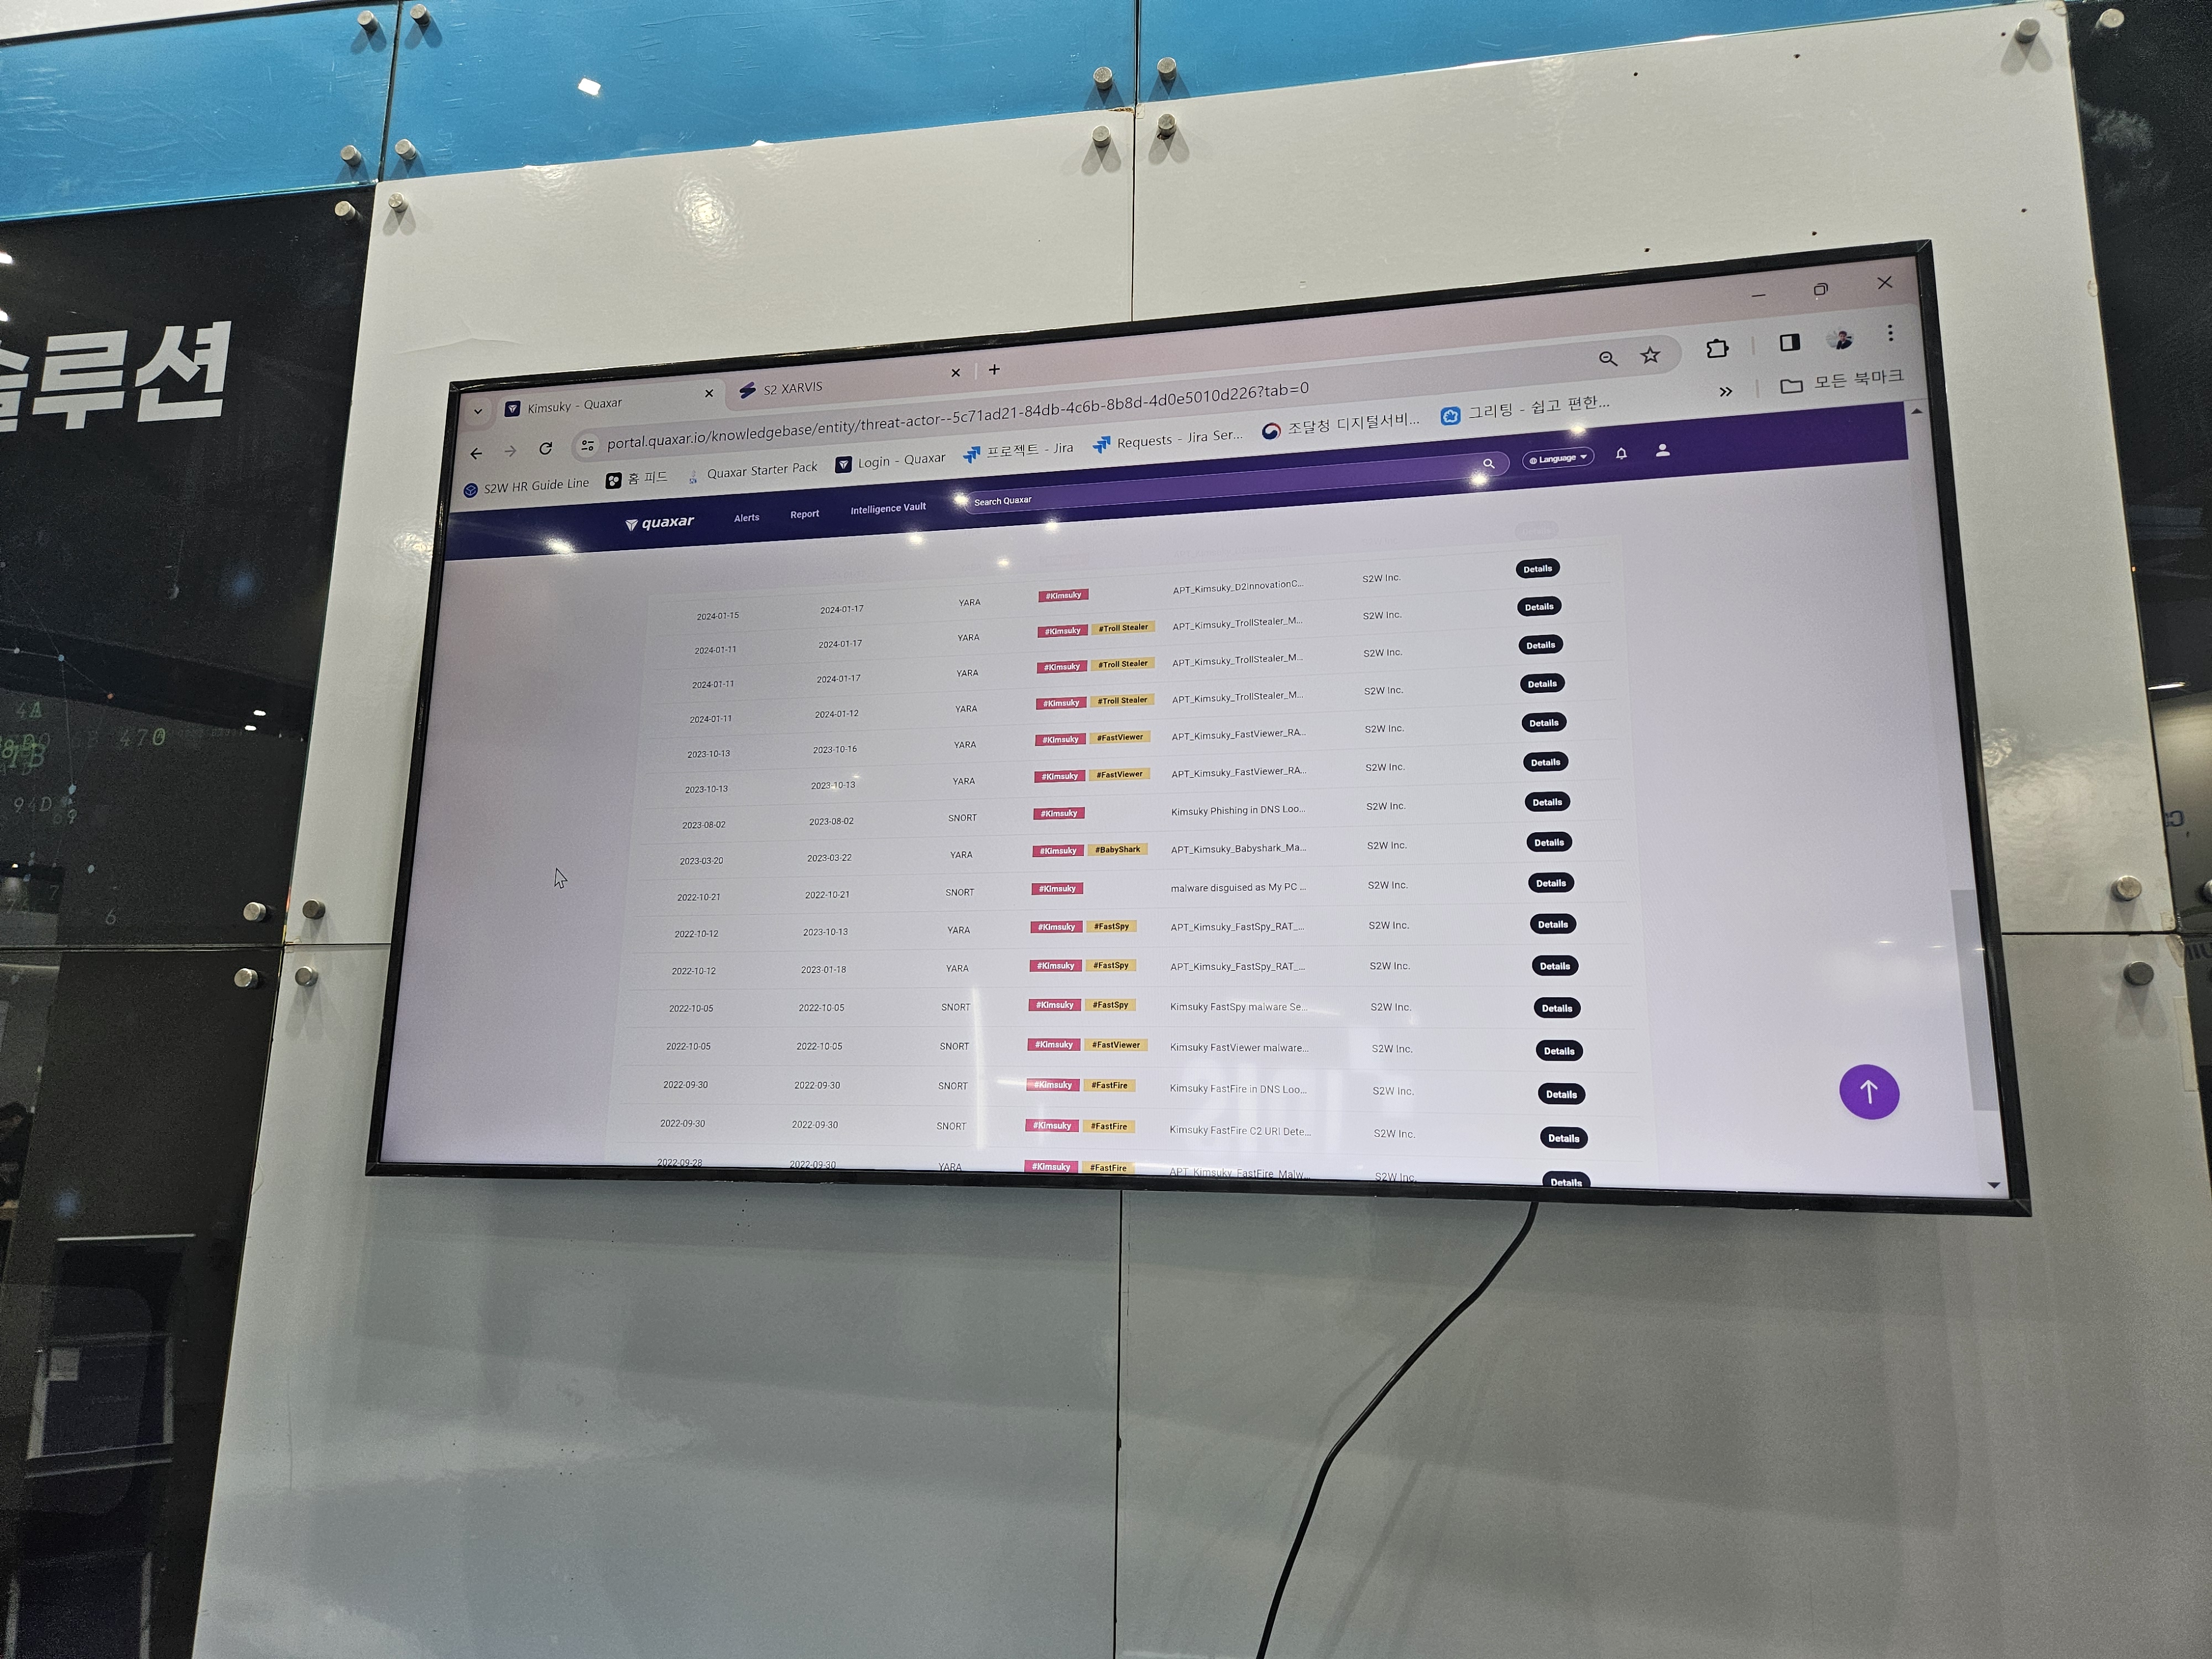 솔루션
Kimsuky - Quaxar
S2 XARVIS
portal.quaxar.io/knowledgebase/entity/threat-actor--5c71ad21-84db-4c6b-8b8d-4d0e5010d226?tab=0
S2W HR Guide Line 홈 피드 Quaxar Starter Pack Login - Quaxar 프로젝트 - Jira Requests - Jira Ser... 조달청 디지털서비... 그리팅 - 쉽고 편한... » 모든 북마크
quaxar Alerts Report Intelligence Vault Search Quaxar Language
2024-01-15 2024-01-17 YARA #Kimsuky APT_Kimsuky_D2InnovationC... S2W Inc. Details
2024-01-11 2024-01-17 YARA #Kimsuky #Troll Stealer APT_Kimsuky_TrollStealer_M... S2W Inc. Details
2024-01-11 2024-01-17 YARA #Kimsuky #Troll Stealer APT_Kimsuky_TrollStealer_M... S2W Inc. Details
2024-01-11 2024-01-12 YARA #Kimsuky #Troll Stealer APT_Kimsuky_TrollStealer_M... S2W Inc. Details
2023-10-13 2023-10-16 YARA #Kimsuky #FastViewer APT_Kimsuky_FastViewer_RA... S2W Inc. Details
2023-10-13 2023-10-13 YARA #Kimsuky #FastViewer APT_Kimsuky_FastViewer_RA... S2W Inc. Details
2023-08-02 2023-08-02 SNORT #Kimsuky Kimsuky Phishing in DNS Loo... S2W Inc. Details
2023-03-20 2023-03-22 YARA #Kimsuky #BabyShark APT_Kimsuky_Babyshark_Ma... S2W Inc. Details
2022-10-21 2022-10-21 SNORT #Kimsuky malware disguised as My PC ... S2W Inc. Details
2022-10-12 2023-10-13 YARA #Kimsuky #FastSpy APT_Kimsuky_FastSpy_RAT_... S2W Inc. Details
2022-10-12 2023-01-18 YARA #Kimsuky #FastSpy APT_Kimsuky_FastSpy_RAT_... S2W Inc. Details
2022-10-05 2022-10-05 SNORT #Kimsuky #FastSpy Kimsuky FastSpy malware Se... S2W Inc. Details
2022-10-05 2022-10-05 SNORT #Kimsuky #FastViewer Kimsuky FastViewer malware... S2W Inc. Details
2022-09-30 2022-09-30 SNORT #Kimsuky #FastFire Kimsuky FastFire in DNS Loo... S2W Inc. Details
2022-09-30 2022-09-30 SNORT #Kimsuky #FastFire Kimsuky FastFire C2 URI Dete... S2W Inc. Details
2022-09-28 2022-09-30 YARA #Kimsuky #FastFire APT_Kimsuky_FastFire_Malw... S2W Inc. Details
470
94D